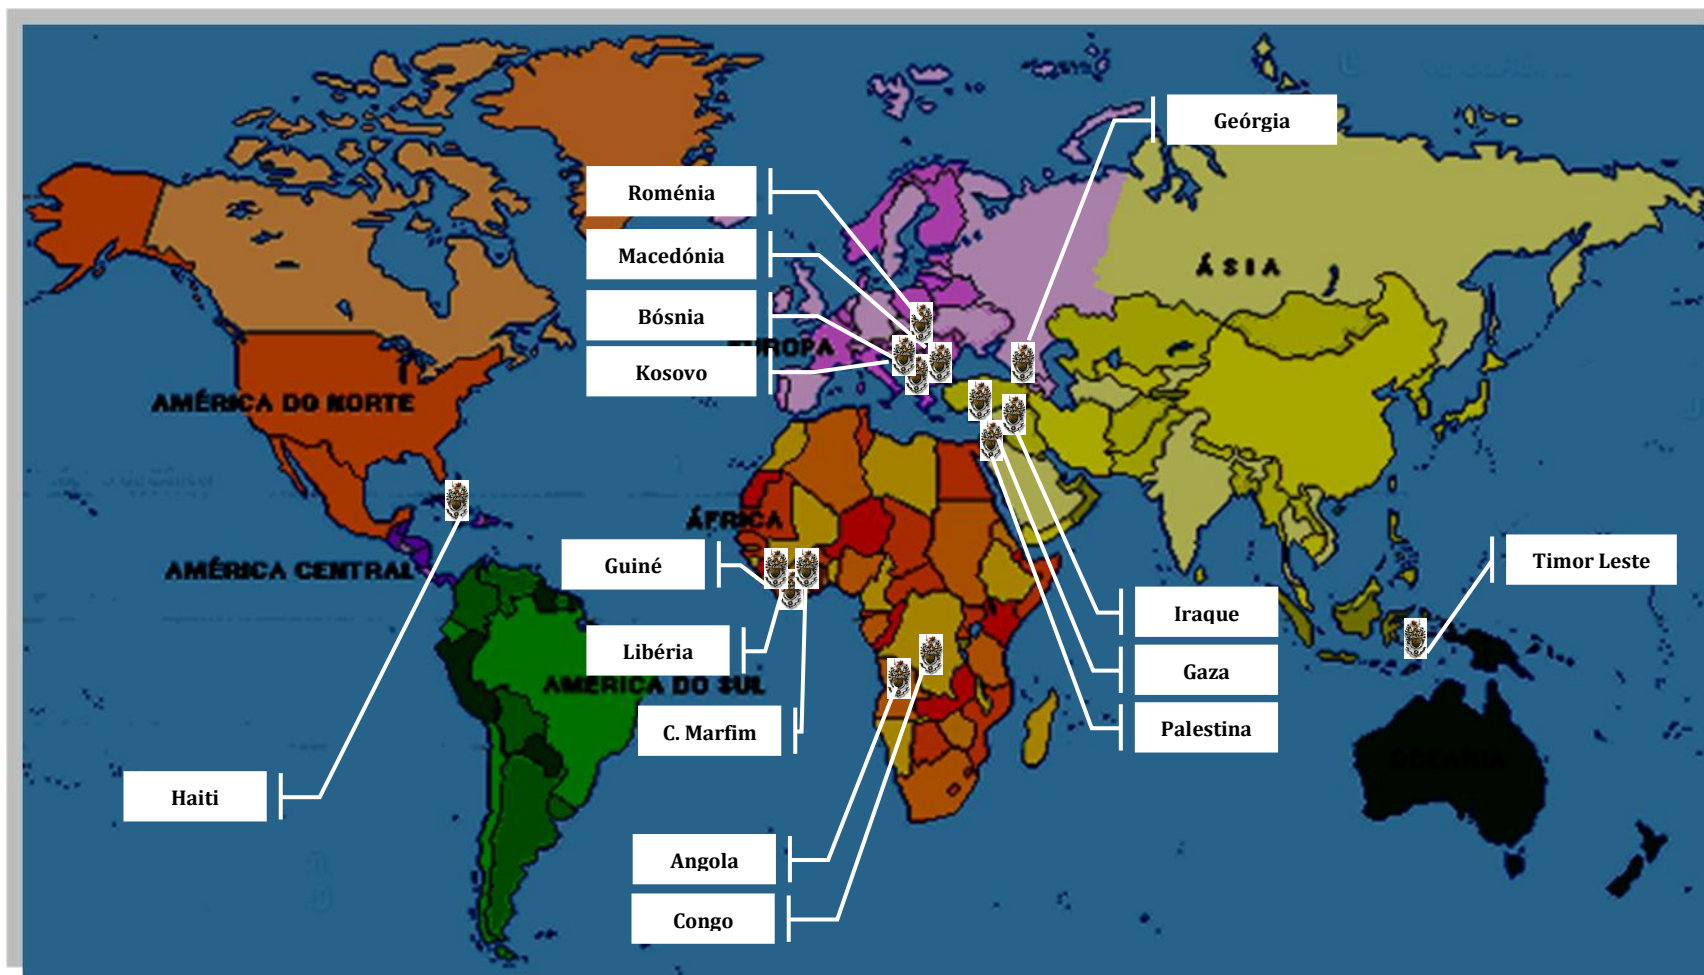 Geórgia
Roménia
Macedónia
ÁSIA
Bósnia
EUROPA
Kosovo
AMÉRICA DO NORTE
ÁFRICA
Guiné
Timor Leste
AMÉRICA CENTRAL
Iraque
Libéria
Gaza
AMÉRICA DO SUL
C. Marfim
Palestina
OCEANIA
Haiti
Angola
Congo